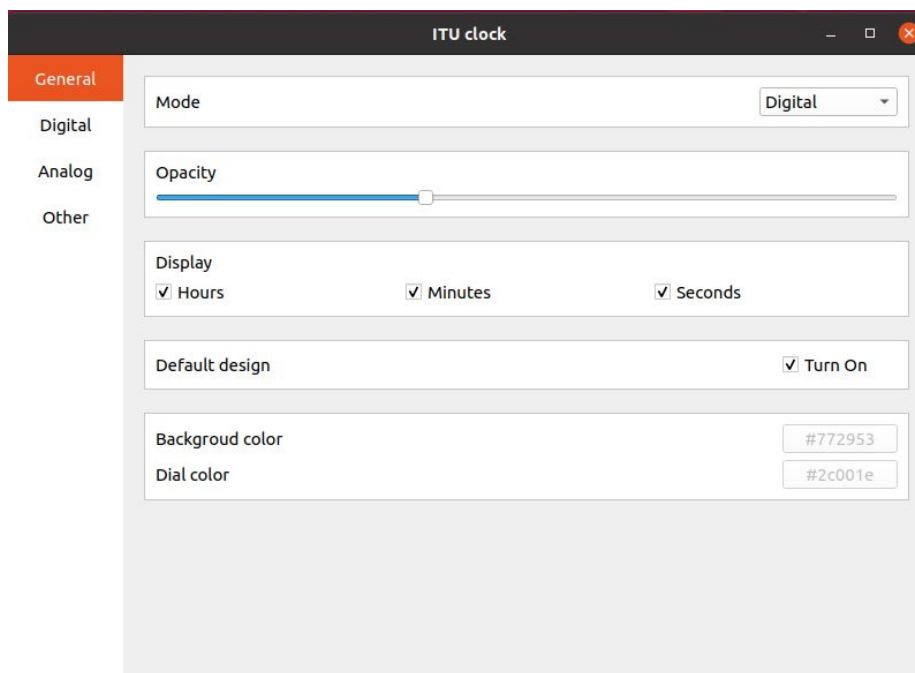 ITU clock
General
Digital
Analog
Other
Mode
Digital
Opacity
Display
Hours Minutes Seconds
Default design Turn On
Backgroud color #772953
Dial color #2c001e